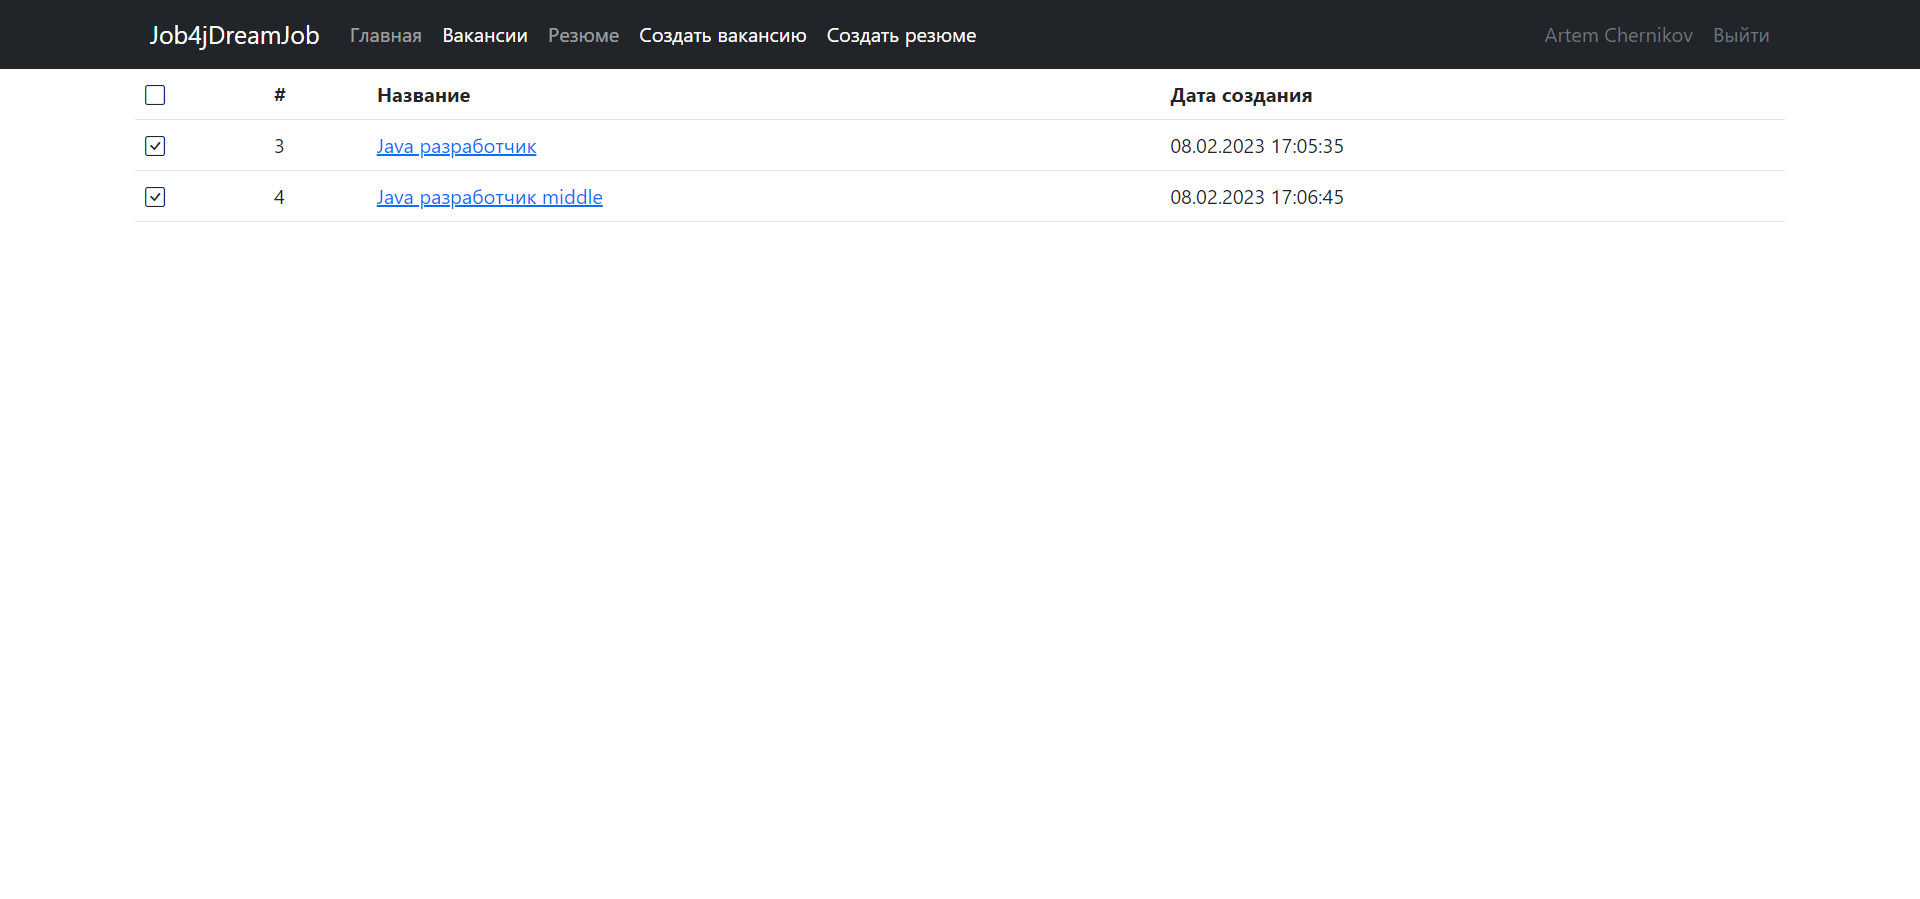 Job4jDreamJob Главная Вакансии Резюме Создать вакансию Создать резюме Artem Chernikov Выйти
# Название Дата создания
3 Java разработчик 08.02.2023 17:05:35
4 Java разработчик middle 08.02.2023 17:06:45